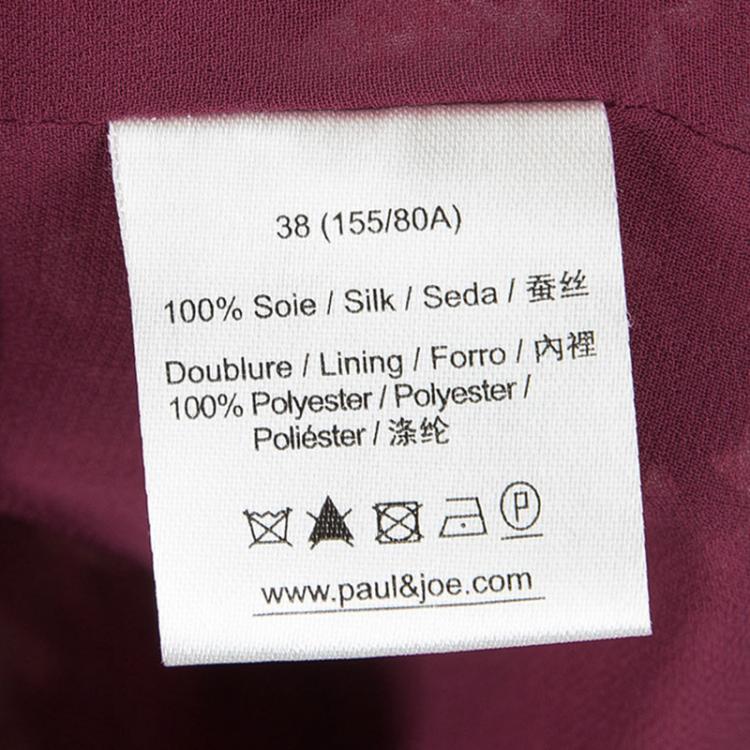 38 (155/80A)
100% Soie / Silk / Seda / 蚕丝
Doublure / Lining / Forro / 內裡
100% Polyester / Polyester /
Poliéster / 涤纶
P
www.paul&joe.com